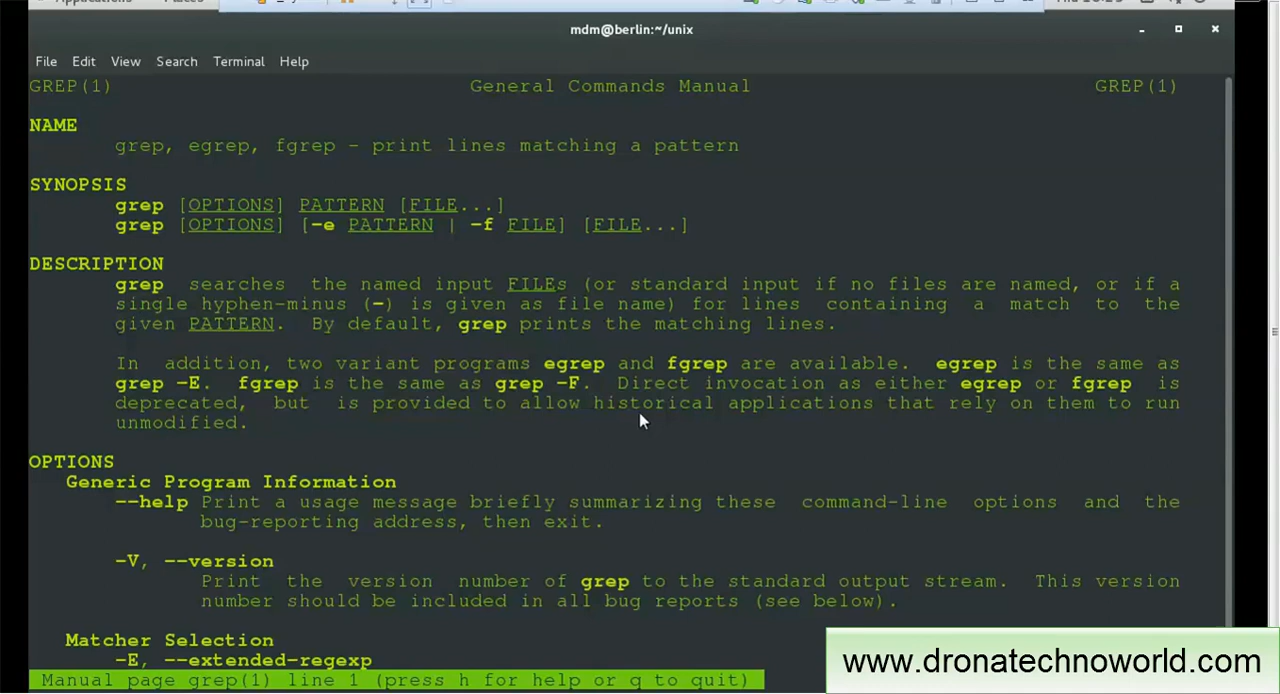 Applications Places
mdm@berlin:~/unix
File Edit View Search Terminal Help
GREP(1) General Commands Manual GREP(1)
NAME
grep, egrep, fgrep - print lines matching a pattern
SYNOPSIS
grep [OPTIONS] PATTERN [FILE...]
grep [OPTIONS] [-e PATTERN | -f FILE] [FILE...]
DESCRIPTION
grep searches the named input FILEs (or standard input if no files are named, or if a
single hyphen-minus (-) is given as file name) for lines containing a match to the
given PATTERN. By default, grep prints the matching lines.
In addition, two variant programs egrep and fgrep are available. egrep is the same as
grep -E. fgrep is the same as grep -F. Direct invocation as either egrep or fgrep is
deprecated, but is provided to allow historical applications that rely on them to run
unmodified.
OPTIONS
Generic Program Information
--help Print a usage message briefly summarizing these command-line options and the
bug-reporting address, then exit.
-V, --version
Print the version number of grep to the standard output stream. This version
number should be included in all bug reports (see below).
Matcher Selection
-E, --extended-regexp
Manual page grep(1) line 1 (press h for help or q to quit)
www.dronatechnoworld.com